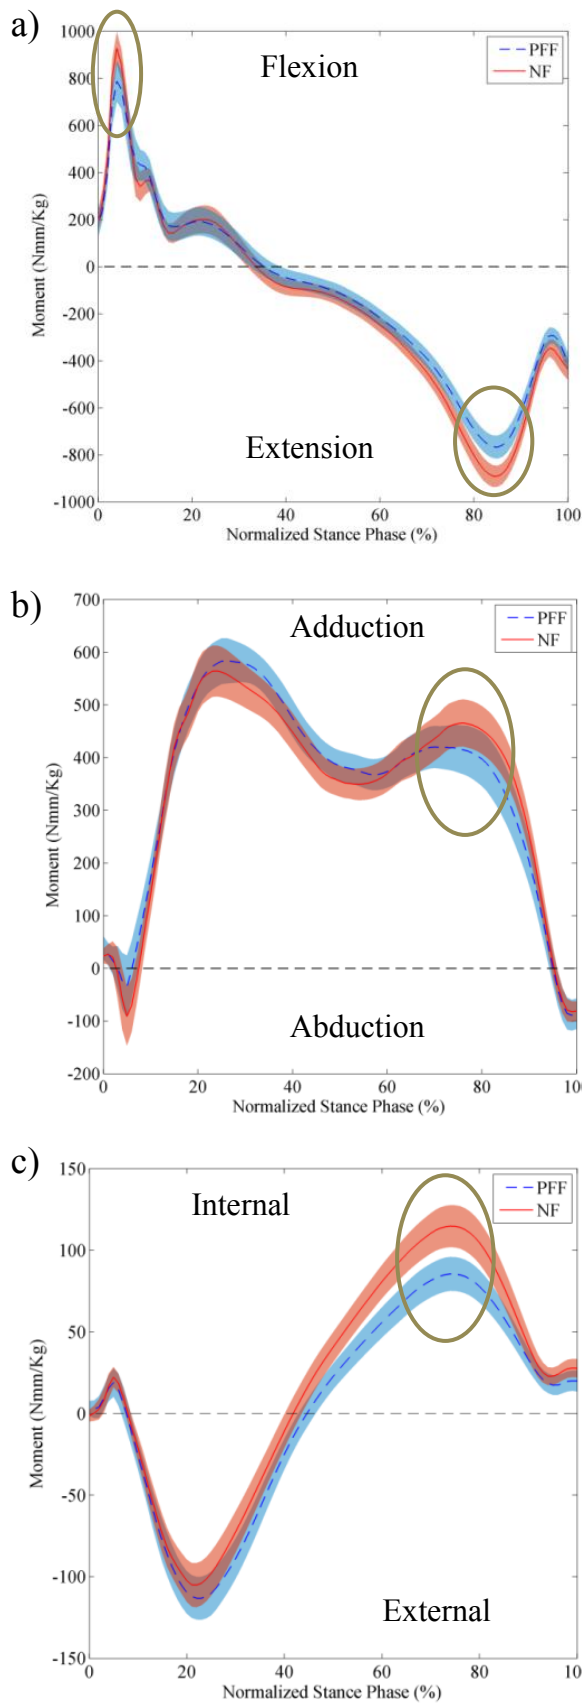 a)
1000
800
600
400
200
0
-200
-400
-600
-800
-1000
Moment (Nmm/Kg)
Flexion
PFF
NF
Extension
0 20 40 60 80 100
Normalized Stance Phase (%)
b)
700
600
500
400
300
200
100
0
-100
-200
Moment (Nmm/Kg)
Adduction
PFF
NF
Abduction
0 20 40 60 80 100
Normalized Stance Phase (%)
c)
150
100
50
0
-50
-100
-150
Moment (Nmm/Kg)
Internal
PFF
NF
External
0 20 40 60 80 100
Normalized Stance Phase (%)